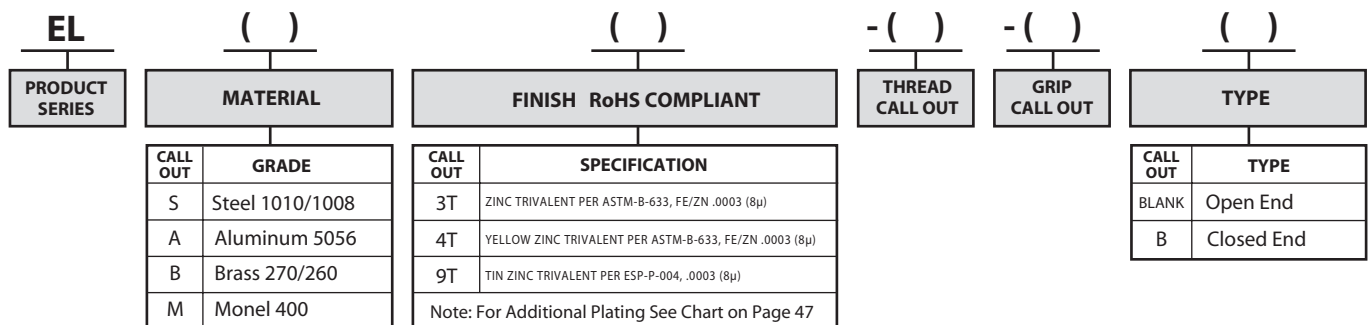 EL ( ) ( ) - ( ) - ( ) ( )
PRODUCT SERIES
MATERIAL
FINISH RoHS COMPLIANT
THREAD CALL OUT
GRIP CALL OUT
TYPE
CALL OUT GRADE
S Steel 1010/1008
A Aluminum 5056
B Brass 270/260
M Monel 400
CALL OUT SPECIFICATION
3T ZINC TRIVALENT PER ASTM-B-633, FE/ZN .0003 (8µ)
4T YELLOW ZINC TRIVALENT PER ASTM-B-633, FE/ZN .0003 (8µ)
9T TIN ZINC TRIVALENT PER ESP-P-004, .0003 (8µ)
Note: For Additional Plating See Chart on Page 47
CALL OUT TYPE
BLANK Open End
B Closed End